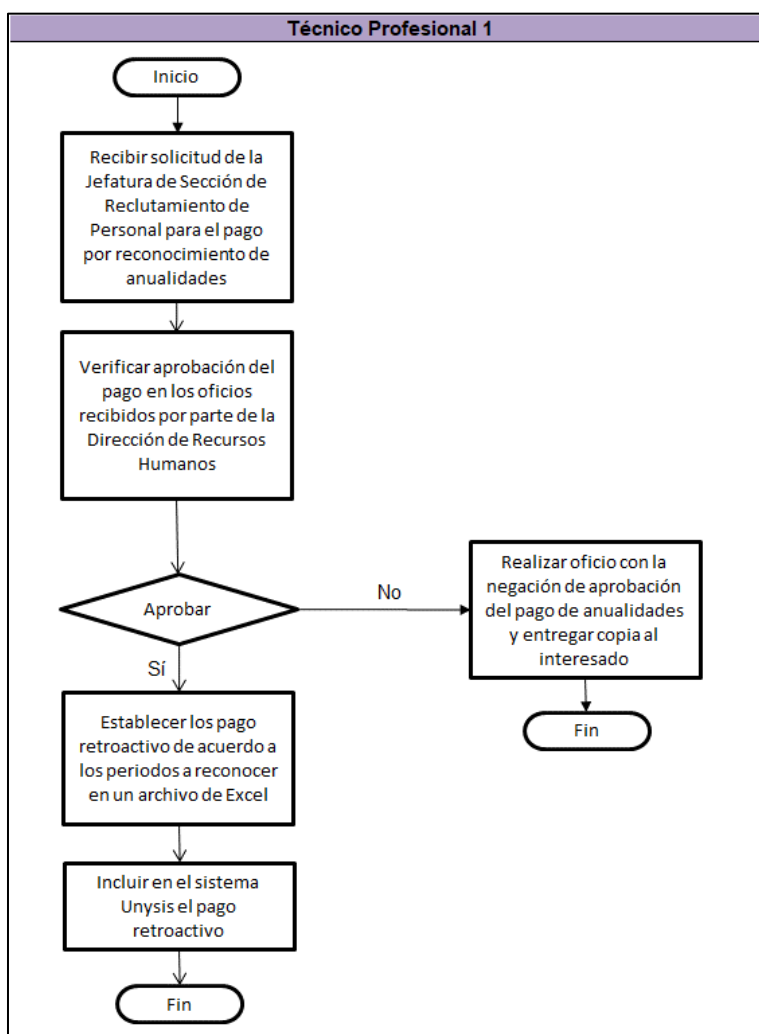 Técnico Profesional 1
Inicio
Recibir solicitud de la
Jefatura de Sección de
Reclutamiento de
Personal para el pago
por reconocimiento de
anualidades
Verificar aprobación del
pago en los oficios
recibidos por parte de la
Dirección de Recursos
Humanos
Aprobar
No
Realizar oficio con la
negación de aprobación
del pago de anualidades
y entregar copia al
interesado
Fin
Sí
Establecer los pago
retroactivo de acuerdo a
los periodos a reconocer
en un archivo de Excel
Incluir en el sistema
Unysis el pago
retroactivo
Fin